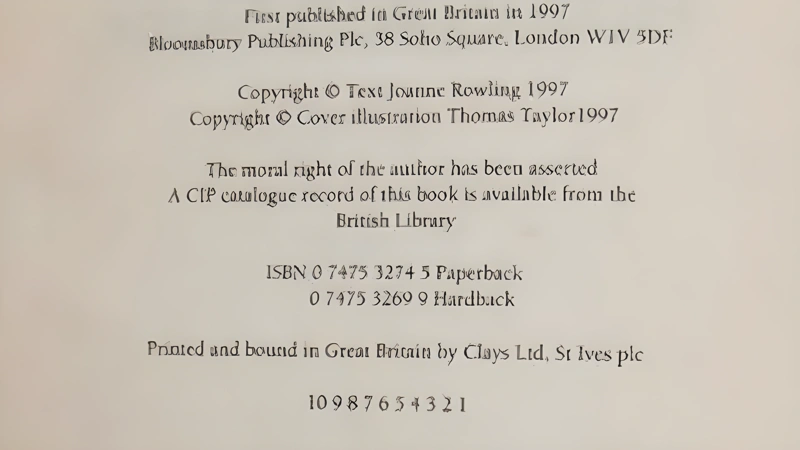 First published in Great Britain in 1997
Bloomsbury Publishing Plc, 38 Soho Square, London W1V 5DF
Copyright © Text Joanne Rowling 1997
Copyright © Cover illustration Thomas Taylor1997
The moral right of the author has been asserted
A CIP catalogue record of this book is available from the
British Library
ISBN 0 7475 3274 5 Paperback
0 7475 3269 9 Hardback
Printed and bound in Great Britain by Clays Ltd, St Ives plc
10 9 8 7 6 5 4 3 2 1